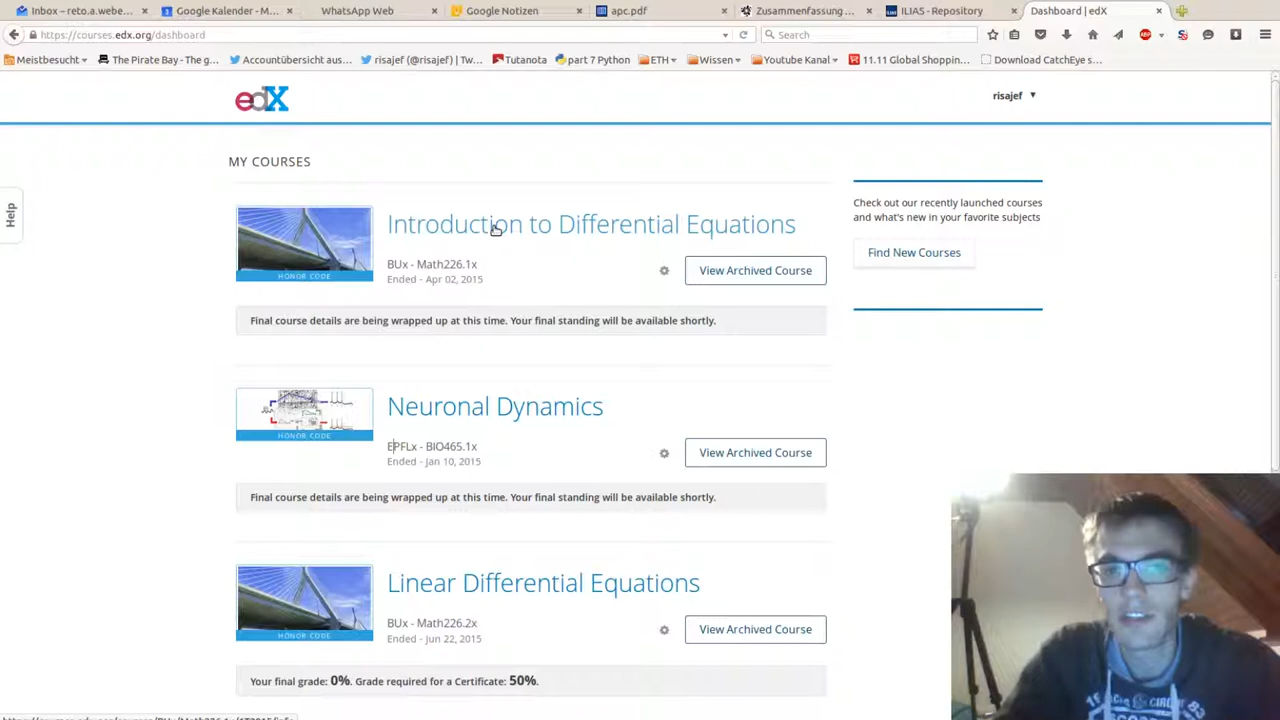 Inbox – reto.a.webe...
Google Kalender - M...
WhatsApp Web
Google Notizen
apc.pdf
Zusammenfassung ...
ILIAS - Repository
Dashboard | edX
https://courses.edx.org/dashboard
Search
Meistbesucht
The Pirate Bay - The g...
Accountübersicht aus...
risajef (@risajef) | Tw...
Tutanota
part 7 Python
ETH
Wissen
Youtube Kanal
11.11 Global Shoppin...
Download CatchEye s...
edX
risajef
Help
MY COURSES
HONOR CODE
Introduction to Differential Equations
BUx - Math226.1x
Ended - Apr 02, 2015
View Archived Course
Final course details are being wrapped up at this time. Your final standing will be available shortly.
Check out our recently launched courses
and what's new in your favorite subjects
Find New Courses
HONOR CODE
Neuronal Dynamics
EPFLx - BIO465.1x
Ended - Jan 10, 2015
View Archived Course
Final course details are being wrapped up at this time. Your final standing will be available shortly.
HONOR CODE
Linear Differential Equations
BUx - Math226.2x
Ended - Jun 22, 2015
View Archived Course
Your final grade: 0%. Grade required for a Certificate: 50%.